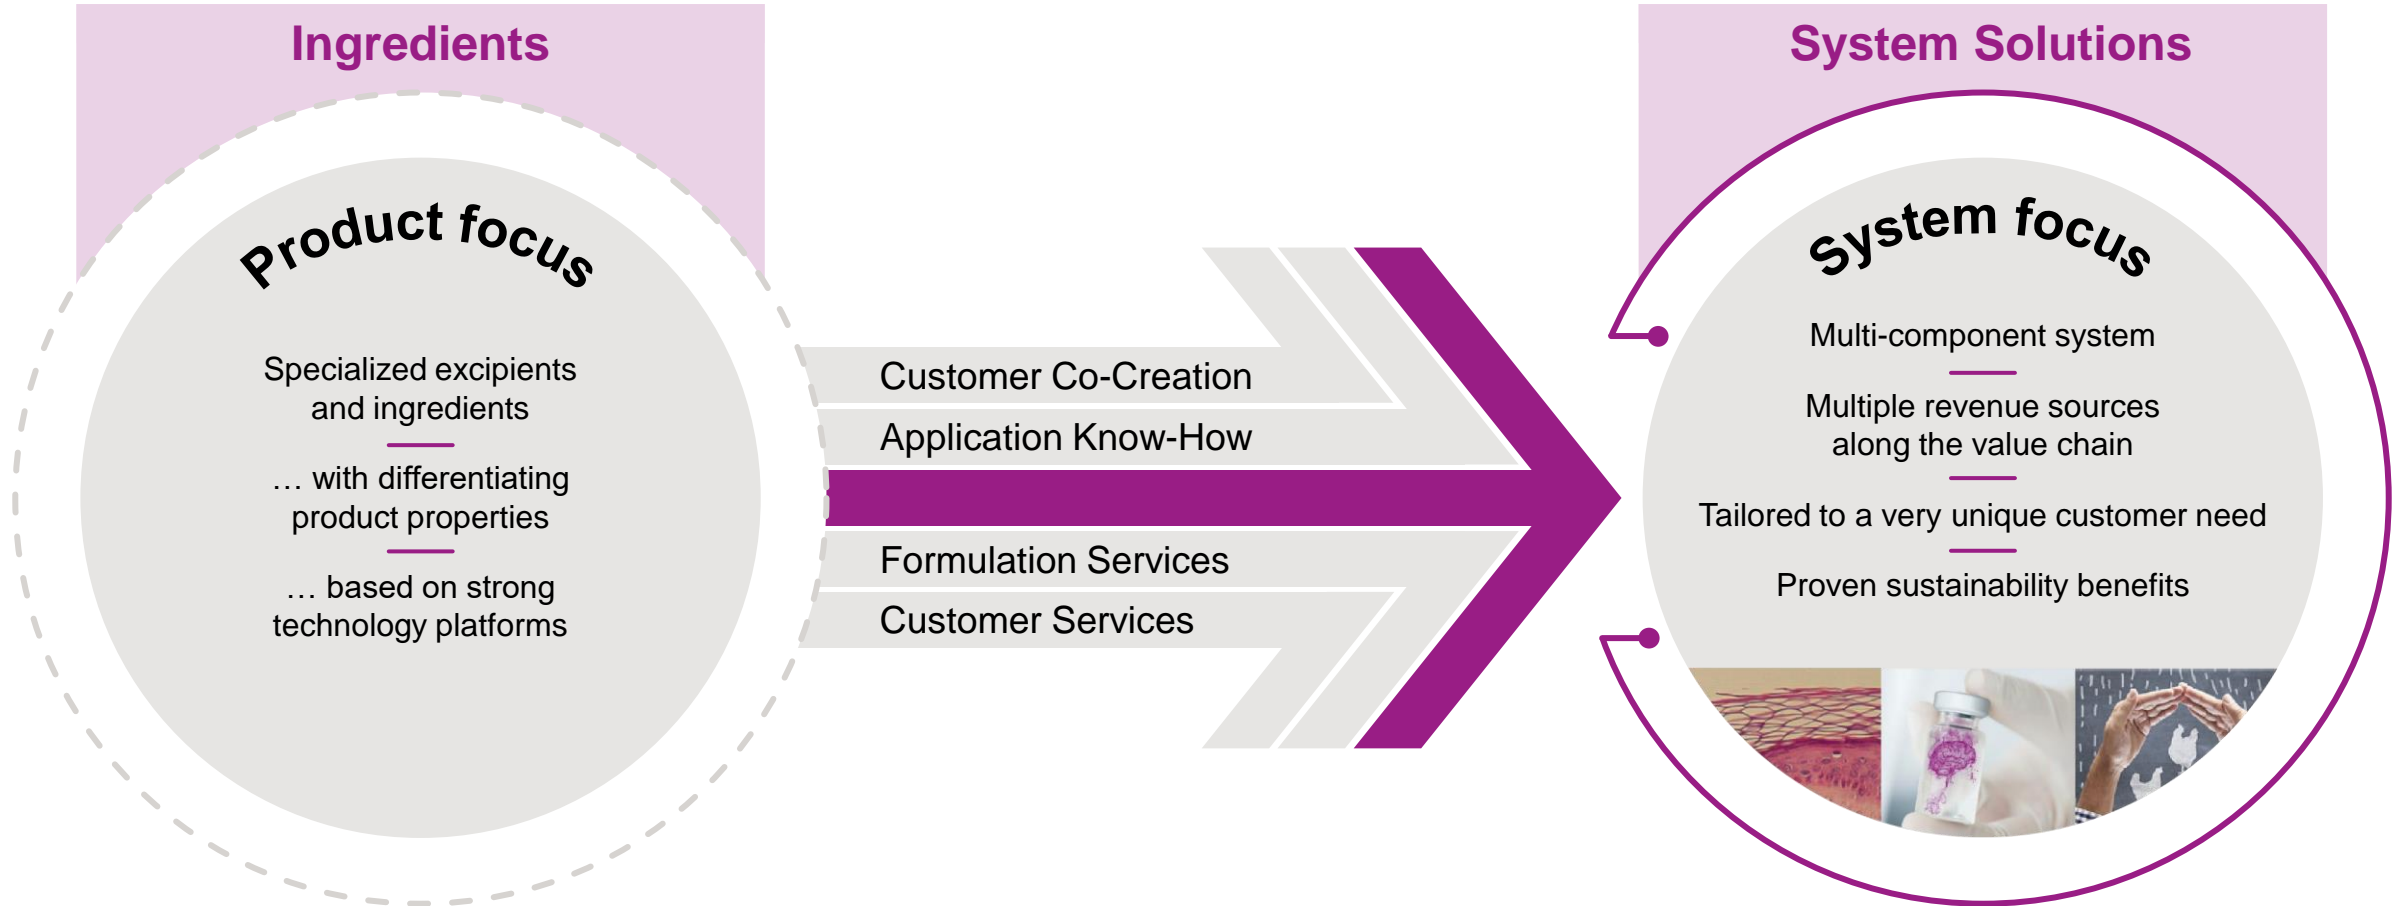 Ingredients
Product focus
Specialized excipients
and ingredients
… with differentiating
product properties
… based on strong
technology platforms
Customer Co-Creation
Application Know-How
Formulation Services
Customer Services
System Solutions
System focus
Multi-component system
Multiple revenue sources
along the value chain
Tailored to a very unique customer need
Proven sustainability benefits